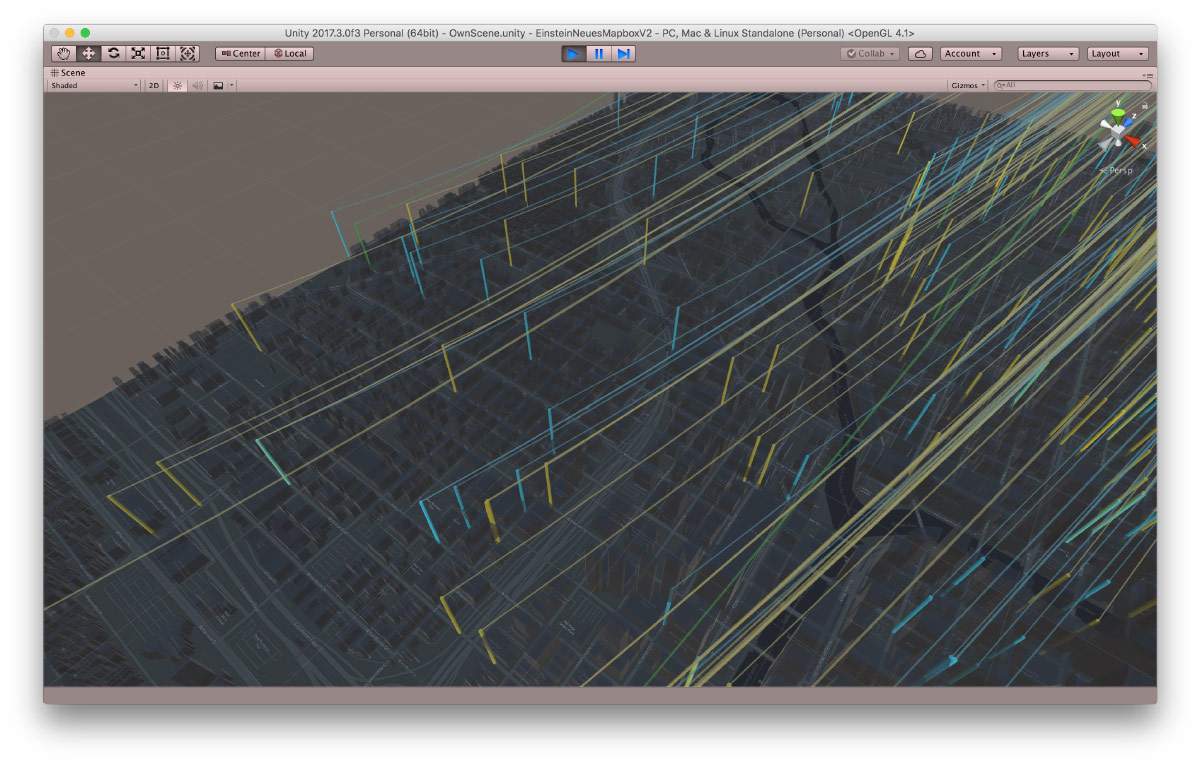 Unity 2017.3.0f3 Personal (64bit) - OwnScene.unity - EinsteinNeuesMapboxV2 - PC, Mac & Linux Standalone (Personal) <OpenGL 4.1>
Center Local Collab Account Layers Layout
Scene
Shaded 2D Gizmos All
y
z
x
Persp